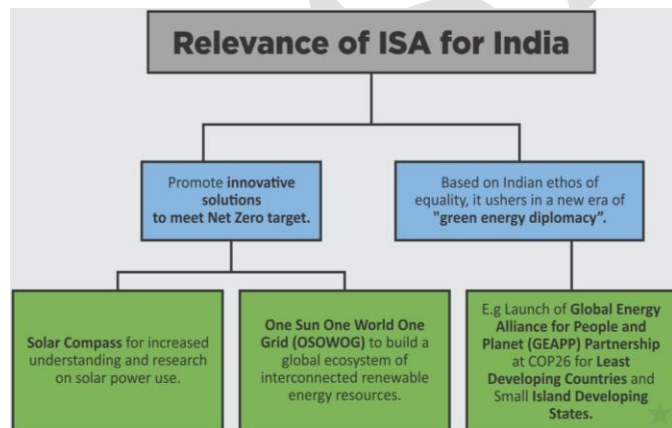 Relevance of ISA for India
Promote innovative
solutions
to meet Net Zero target.
Based on Indian ethos of
equality, it ushers in a new era of
"green energy diplomacy”.
Solar Compass for increased
understanding and research
on solar power use.
One Sun One World One
Grid (OSOWOG) to build a
global ecosystem of
interconnected renewable
energy resources.
E.g Launch of Global Energy
Alliance for People and
Planet (GEAPP) Partnership
at COP26 for Least
Developing Countries and
Small Island Developing
States.